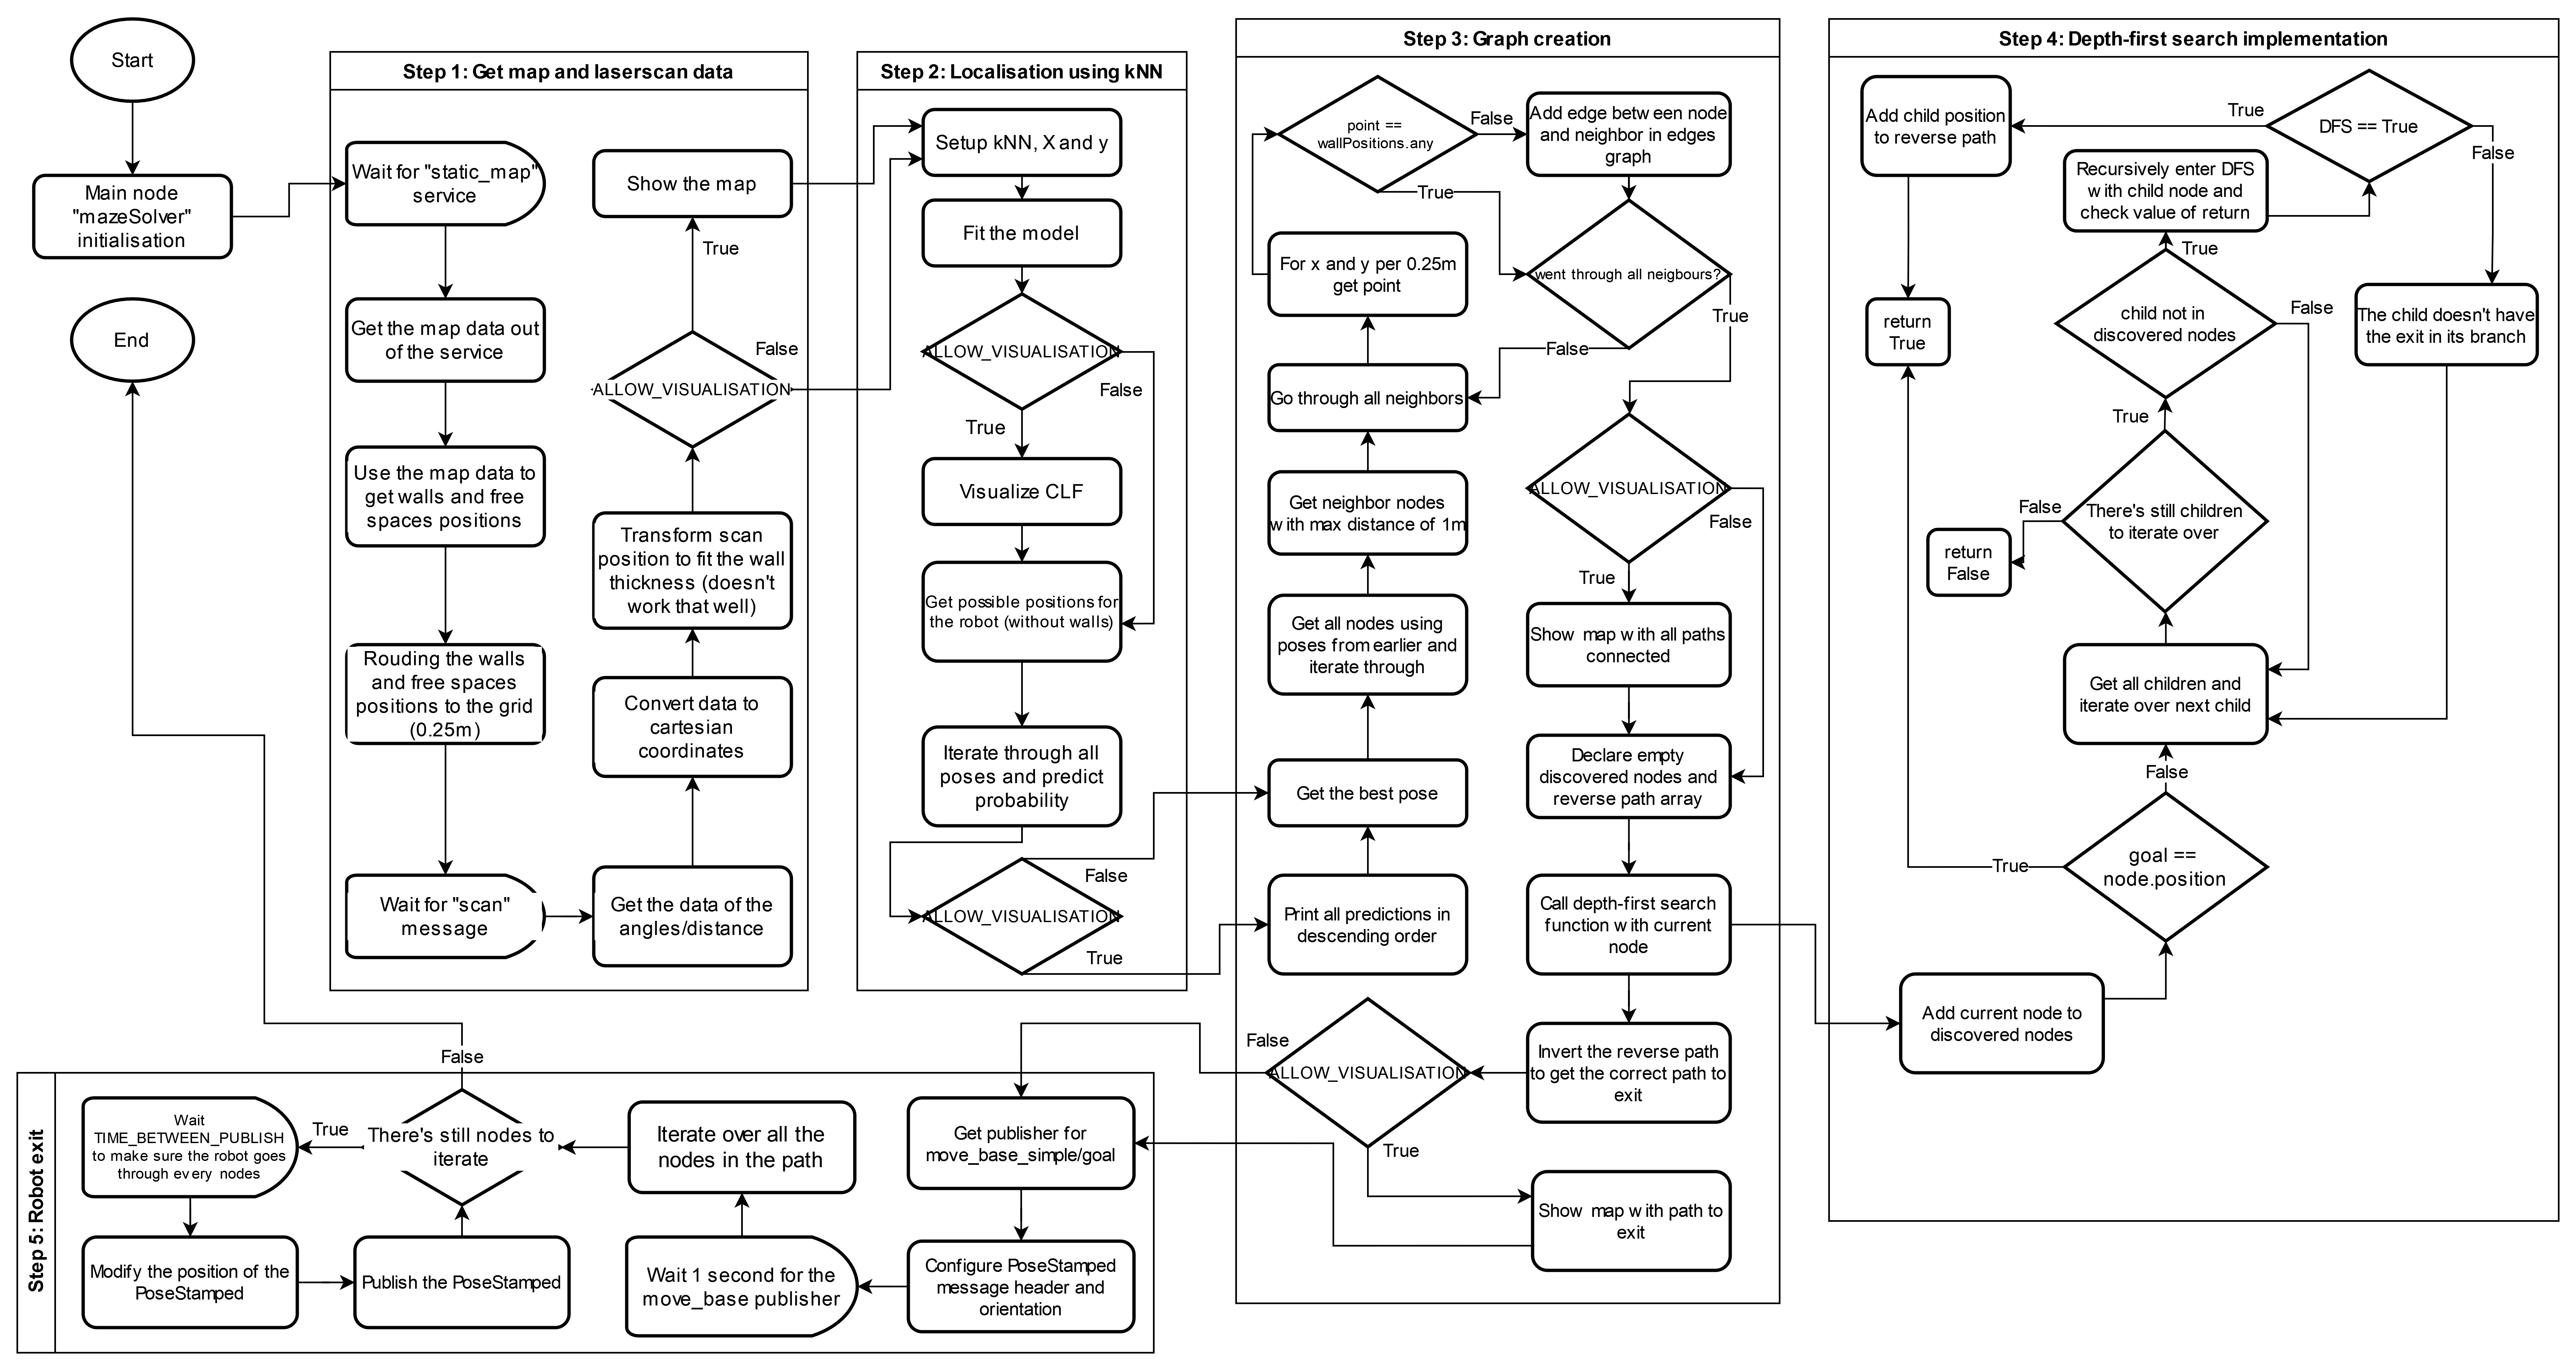 Start
Main node
"mazeSolver"
initialisation
End
Step 1: Get map and laserscan data
Wait for "static_map"
service
Get the map data out
of the service
Use the map data to
get walls and free
spaces positions
Rouding the walls
and free spaces
positions to the grid
(0.25m)
Wait for "scan"
message
Get the data of the
angles/distance
Convert data to
cartesian
coordinates
Transform scan
position to fit the wall
thickness (doesn't
work that well)
ALLOW_VISUALISATION
True
False
Show the map
Step 2: Localisation using kNN
Setup kNN, X and y
Fit the model
ALLOW_VISUALISATION
False
True
Visualize CLF
Get possible positions for
the robot (without walls)
Iterate through all
poses and predict
probability
ALLOW_VISUALISATION
False
True
Step 3: Graph creation
Print all predictions in
descending order
Get the best pose
Get all nodes using
poses from earlier and
iterate through
Get neighbor nodes
with max distance of 1m
Go through all neighbors
For x and y per 0.25m
get point
point ==
wallPositions.any
False
True
Add edge between node
and neighbor in edges
graph
went through all neigbours?
True
False
ALLOW_VISUALISATION
False
True
Show map with all paths
connected
Declare empty
discovered nodes and
reverse path array
Call depth-first search
function with current
node
Invert the reverse path
to get the correct path to
exit
ALLOW_VISUALISATION
False
True
Show map with path to
exit
Step 4: Depth-first search implementation
Add current node to
discovered nodes
goal ==
node.position
True
False
Get all children and
iterate over next child
There's still children
to iterate over
False
return
False
True
child not in
discovered nodes
False
True
Recursively enter DFS
with child node and
check value of return
DFS == True
True
False
Add child position
to reverse path
return
True
The child doesn't have
the exit in its branch
Step 5: Robot exit
Get publisher for
move_base_simple/goal
Configure PoseStamped
message header and
orientation
Wait 1 second for the
move_base publisher
Iterate over all the
nodes in the path
There's still nodes to
iterate
False
True
Wait
TIME_BETWEEN_PUBLISH
to make sure the robot goes
through every nodes
Modify the position of the
PoseStamped
Publish the PoseStamped